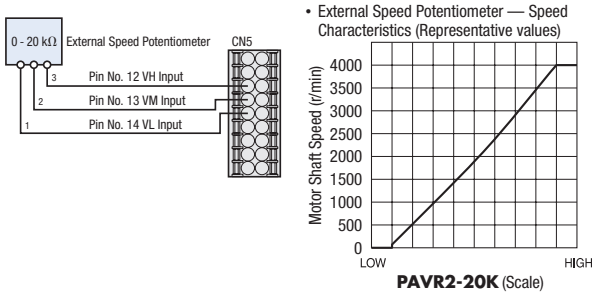 0 - 20 kΩ
External Speed Potentiometer
CN5
3
Pin No. 12 VH Input
2
Pin No. 13 VM Input
1
Pin No. 14 VL Input
• External Speed Potentiometer — Speed
Characteristics (Representative values)
Motor Shaft Speed (r/min)
4000
3500
3000
2500
2000
1500
1000
500
0
LOW
HIGH
PAVR2-20K (Scale)